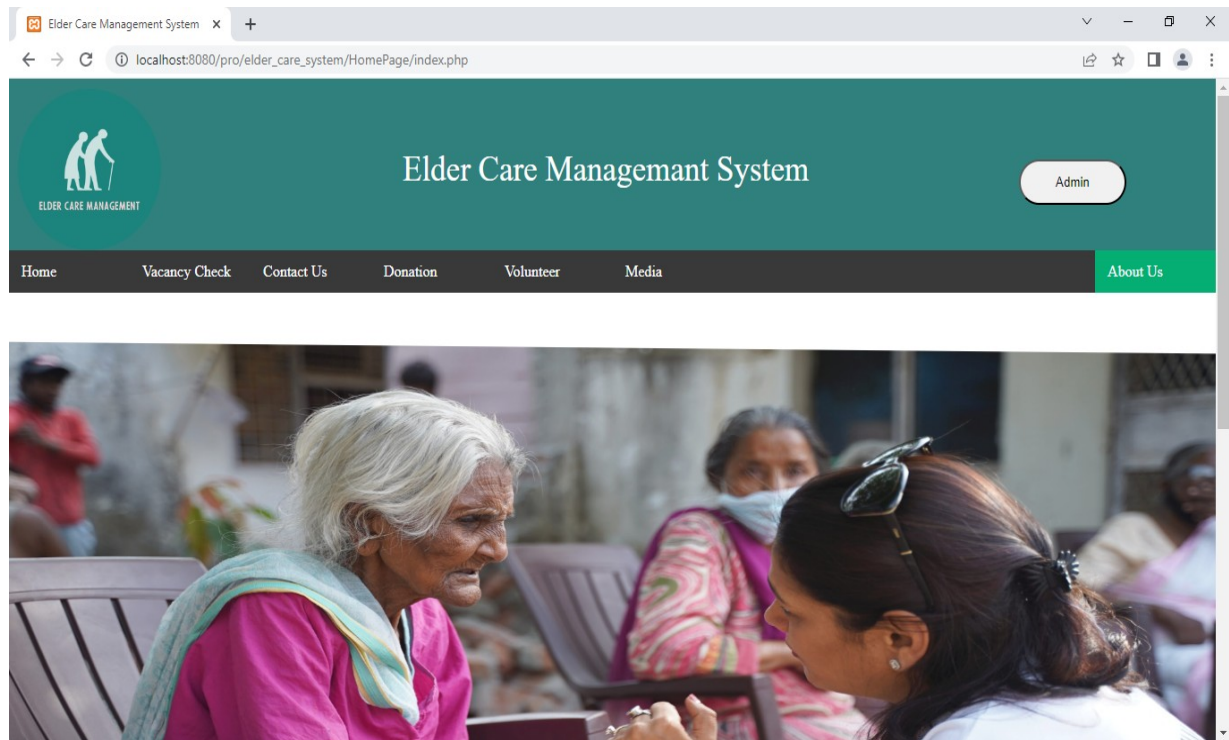 Elder Care Management System
localhost:8080/pro/elder_care_system/HomePage/index.php
ELDER CARE MANAGEMENT
Elder Care Managemant System
Admin
Home Vacancy Check Contact Us Donation Volunteer Media About Us